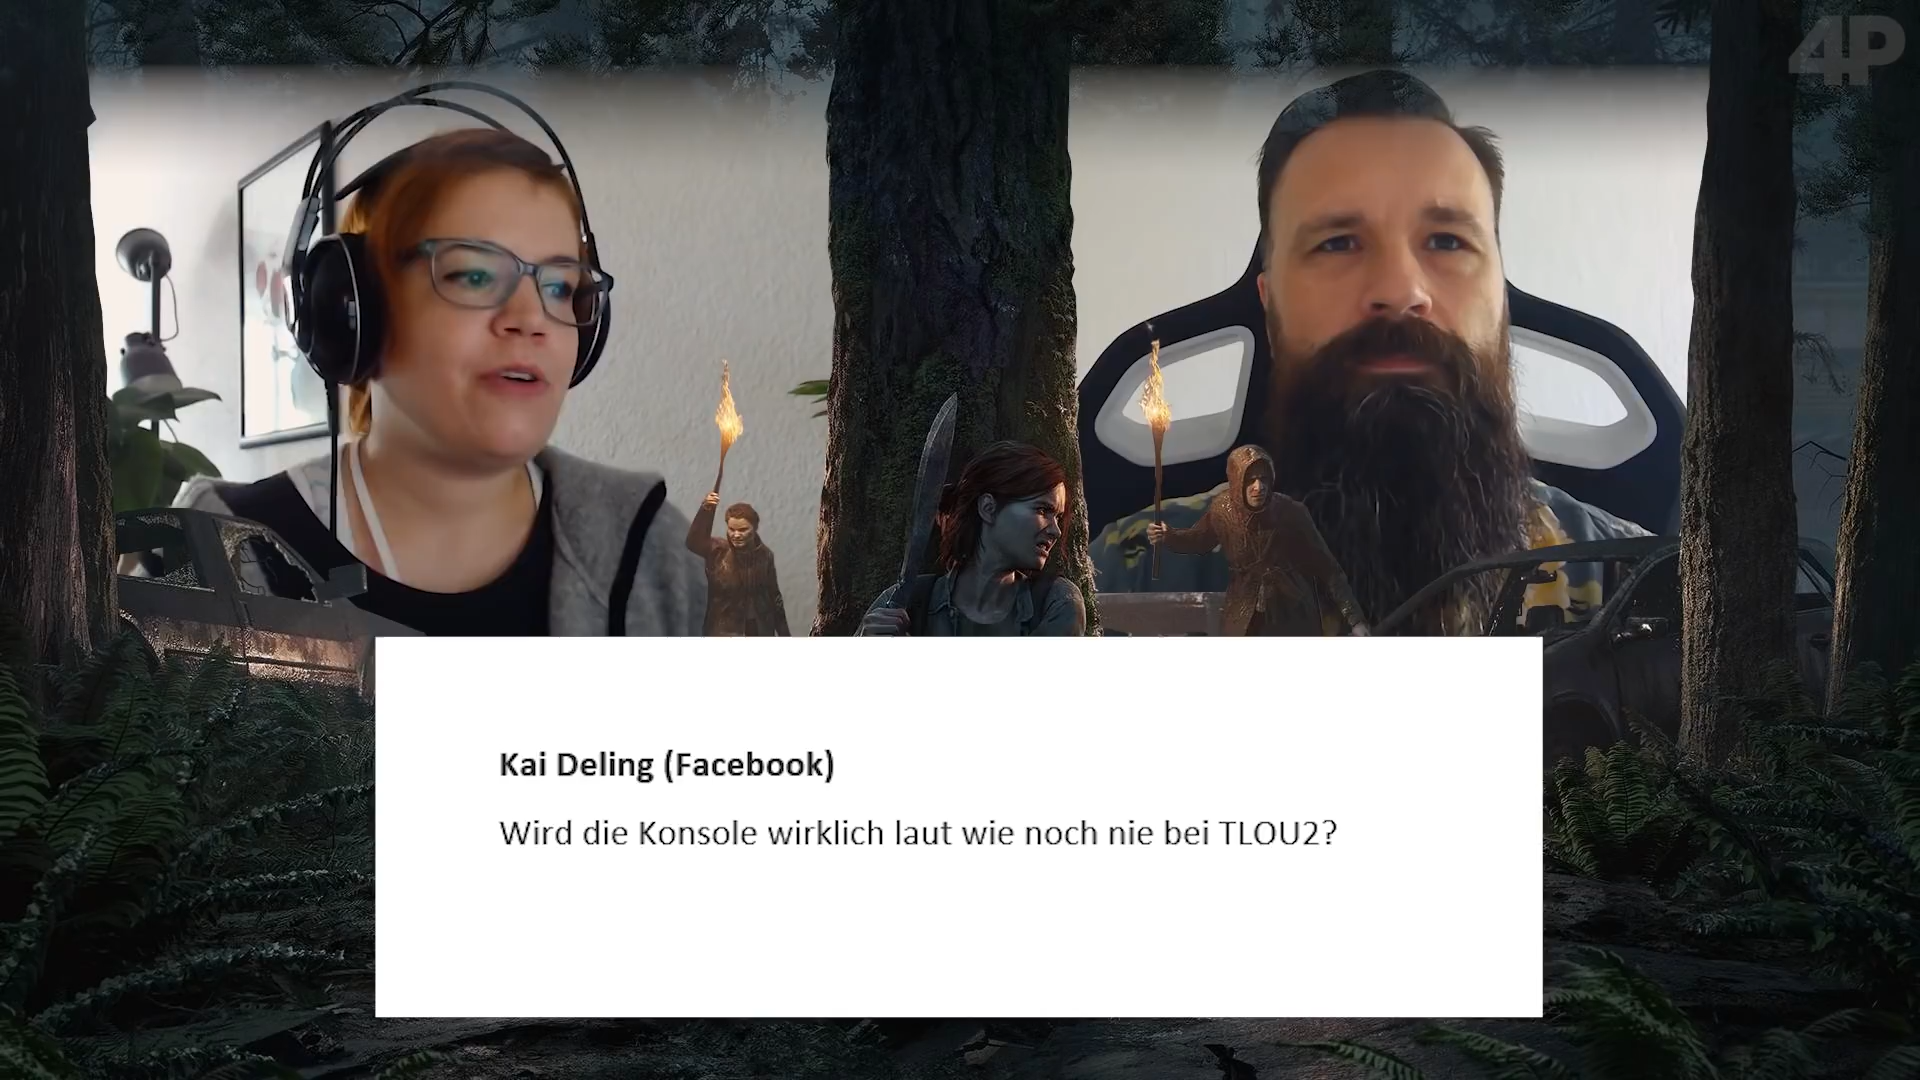 4P
Kai Deling (Facebook)
Wird die Konsole wirklich laut wie noch nie bei TLOU2?